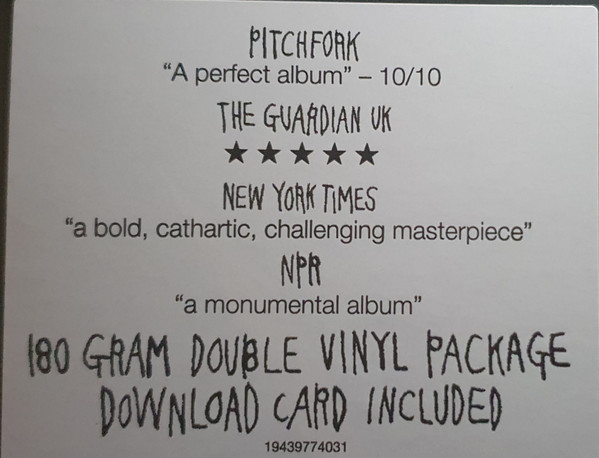 PITCHFORK
“A perfect album” – 10/10
THE GUARDIAN UK
★★★★★
NEW YORK TIMES
“a bold, cathartic, challenging masterpiece”
NPR
“a monumental album”
180 GRAM DOUBLE VINYL PACKAGE
DOWNLOAD CARD INCLUDED
19439774031